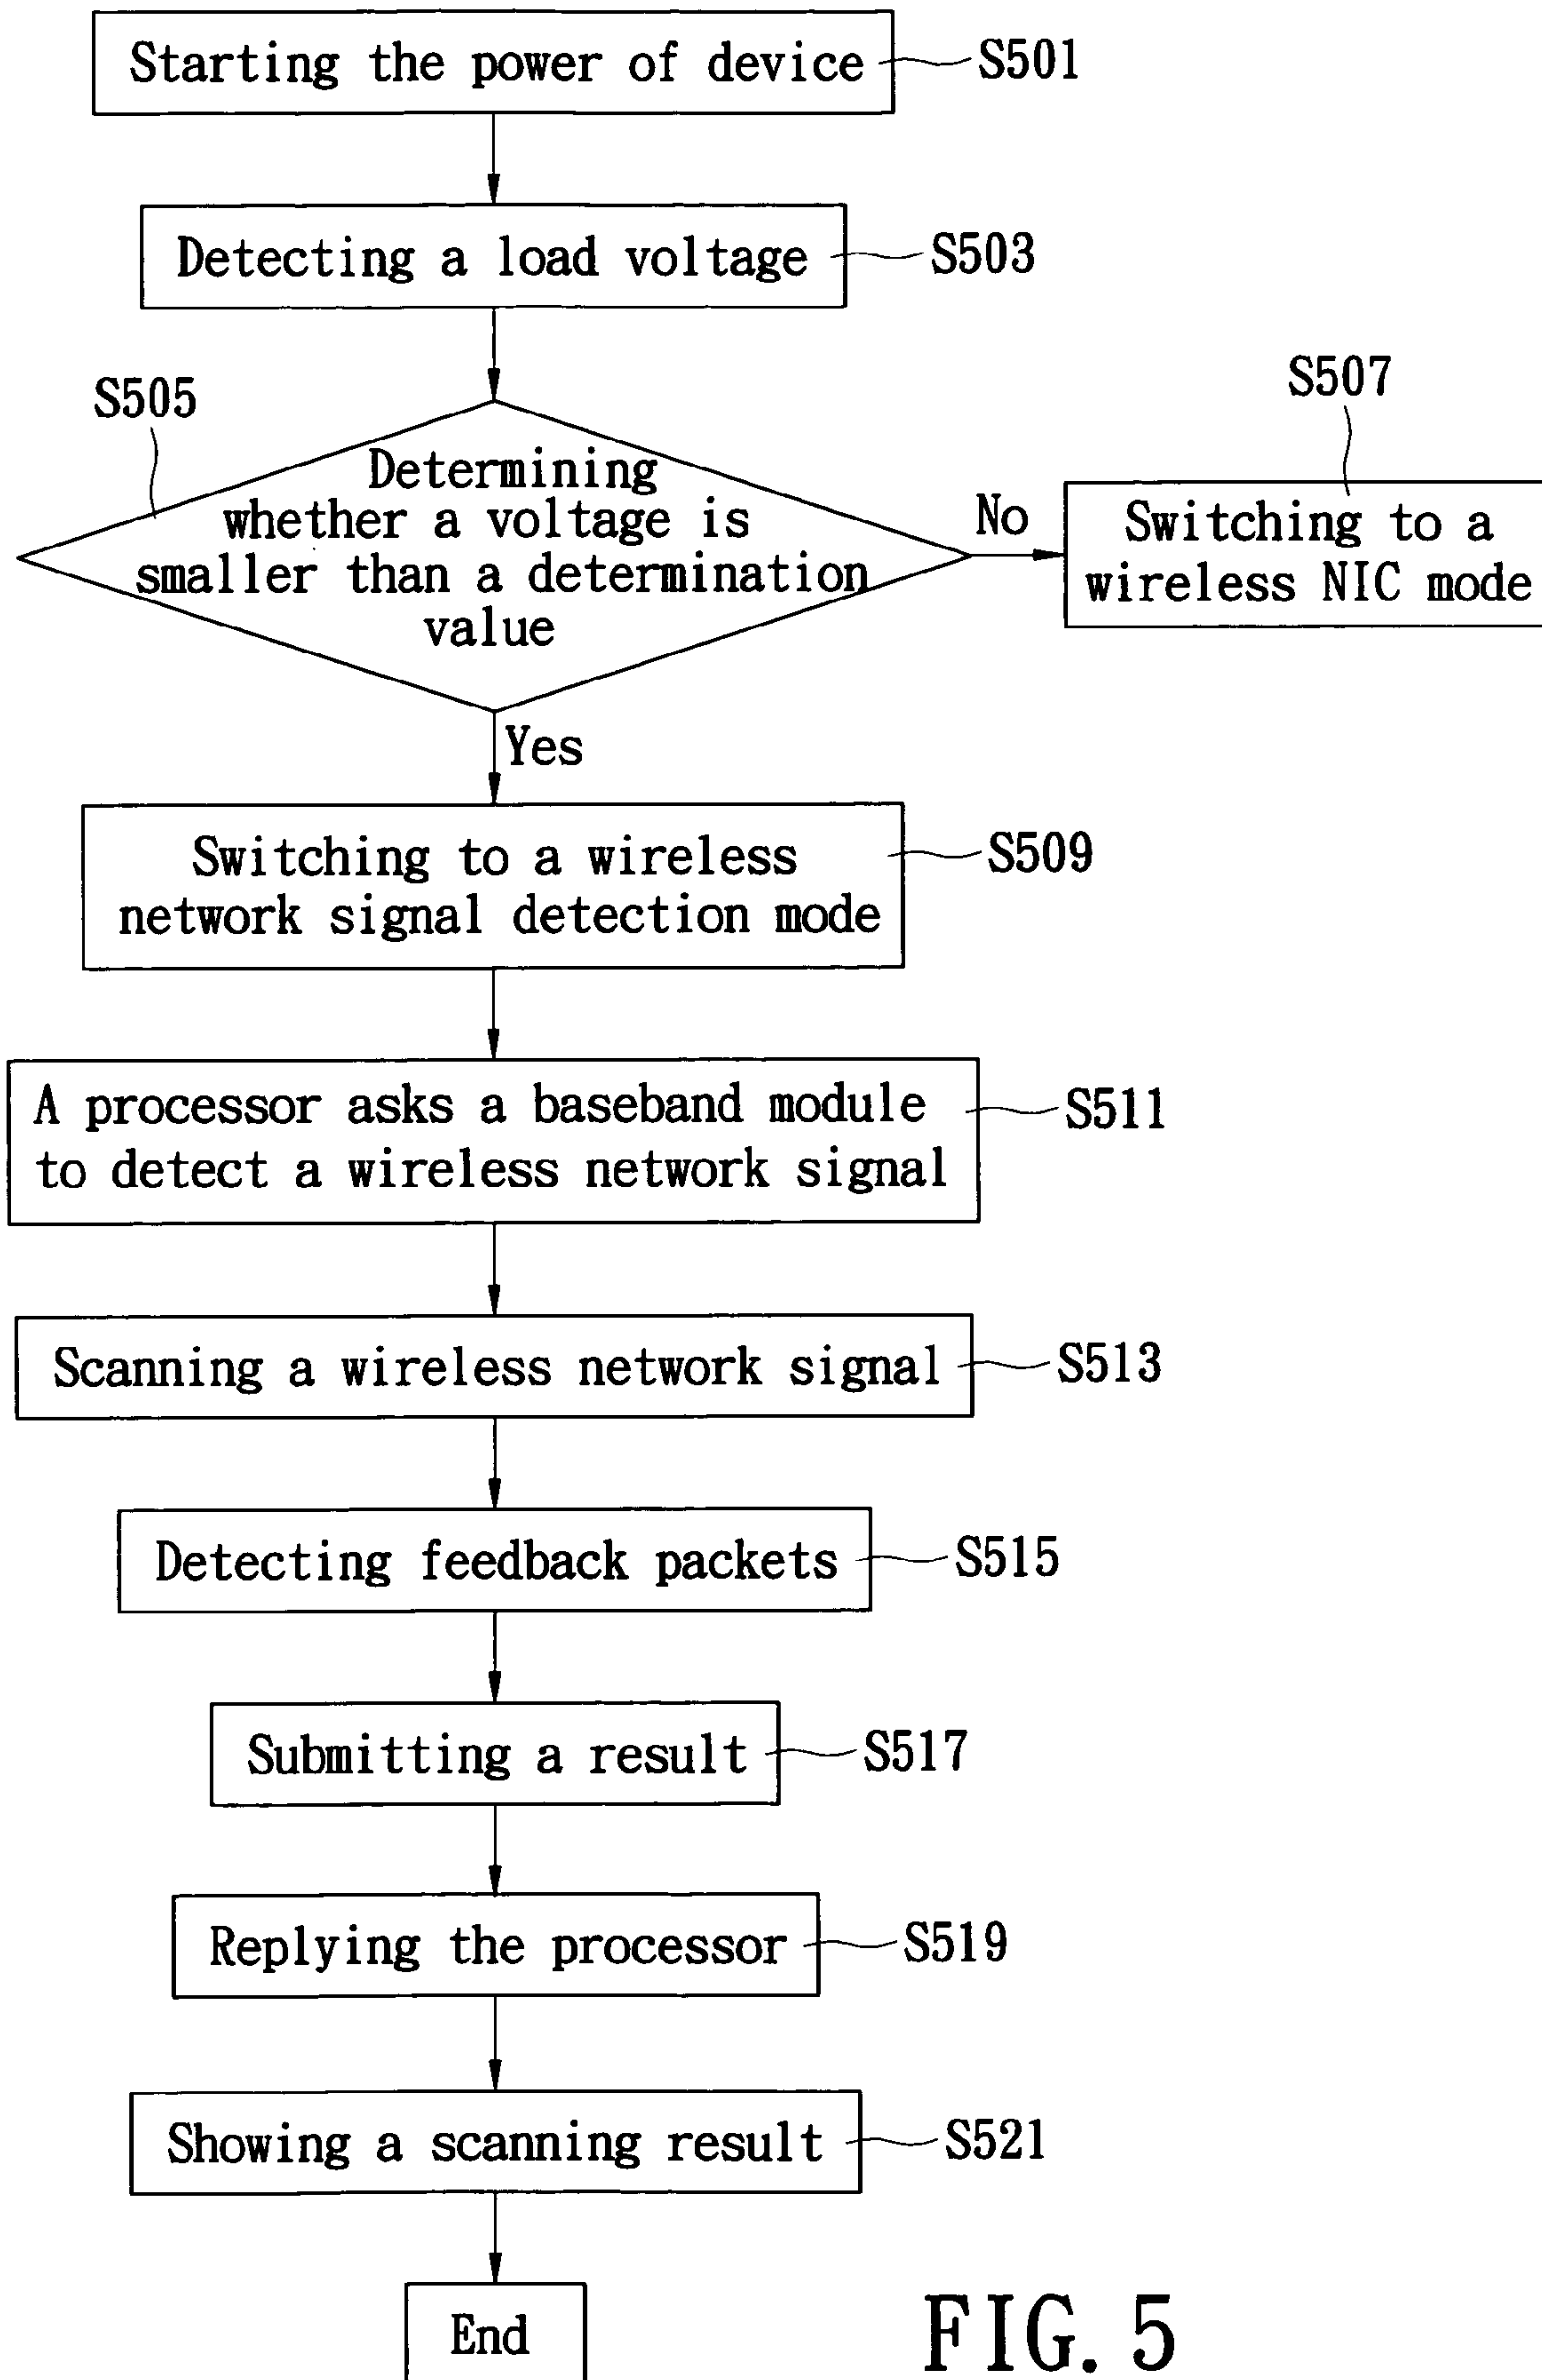 Starting the power of device
S501
Detecting a load voltage
S503
S505
Determining
whether a voltage is
smaller than a determination
value
No
S507
Switching to a
wireless NIC mode
Yes
Switching to a wireless
network signal detection mode
S509
A processor asks a baseband module
to detect a wireless network signal
S511
Scanning a wireless network signal
S513
Detecting feedback packets
S515
Submitting a result
S517
Replying the processor
S519
Showing a scanning result
S521
End
FIG. 5